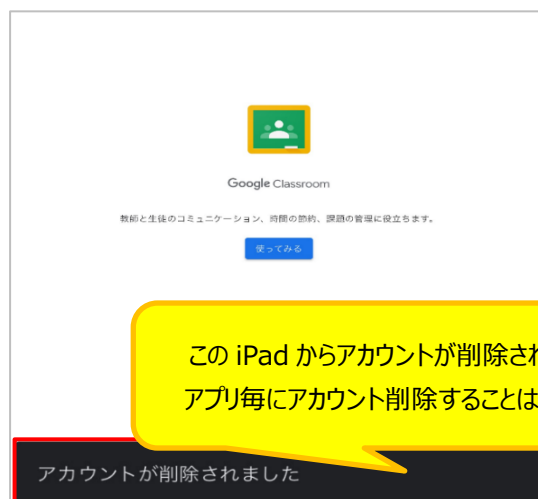 Google Classroom
教師と生徒のコミュニケーション、時間の節約、課題の管理に役立ちます。
使ってみる
この iPad からアカウントが削除され
アプリ毎にアカウント削除することは
アカウントが削除されました